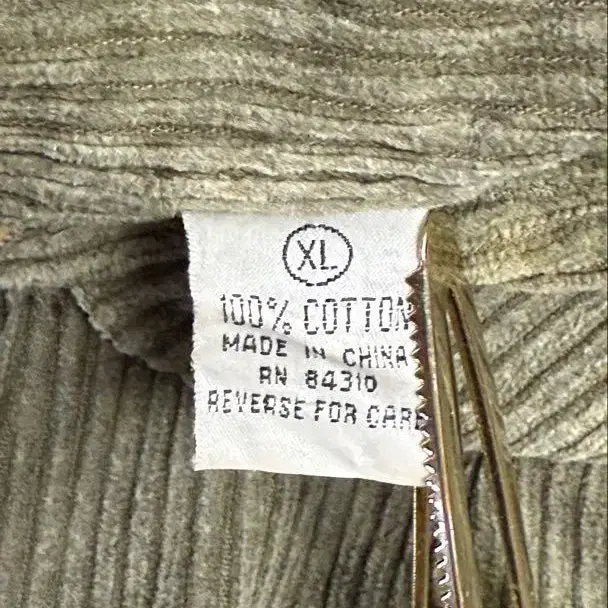 XL
100% COTTON
MADE IN CHINA
RN 84310
REVERSE FOR CARE